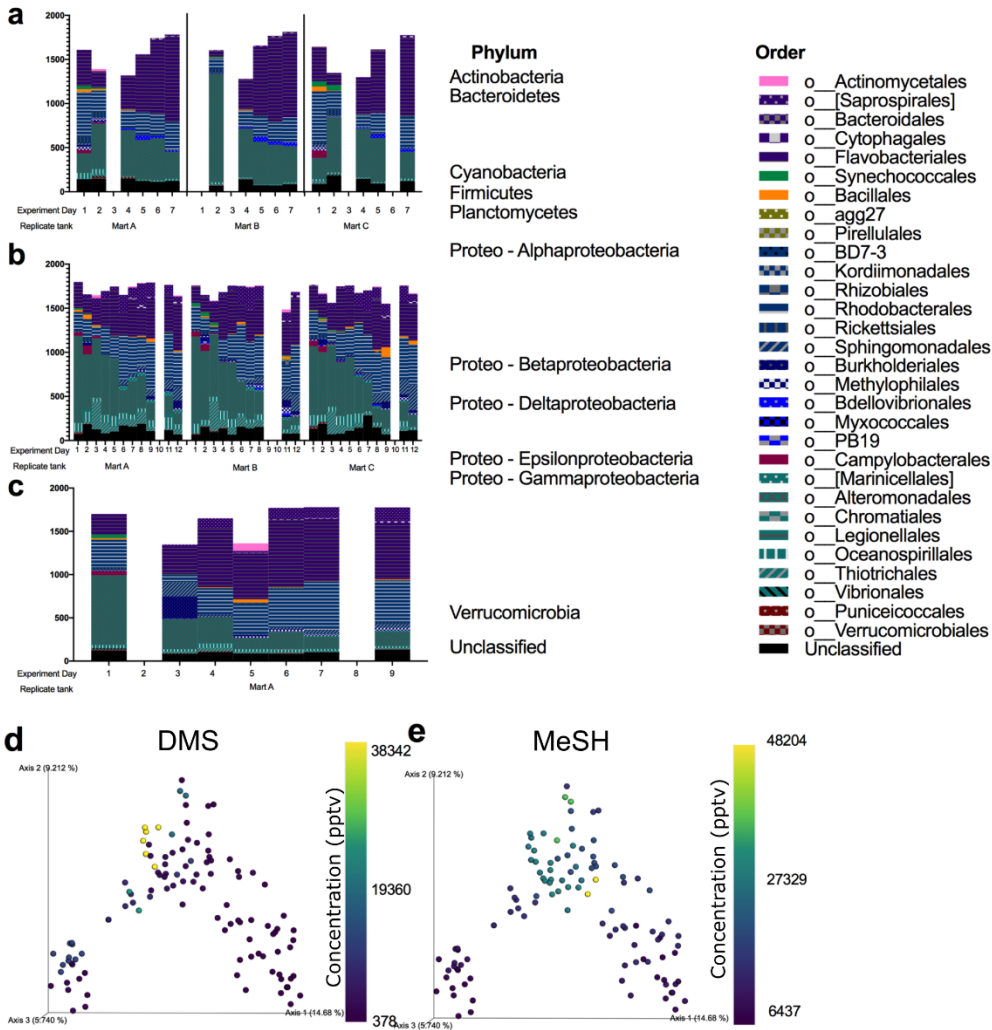 a
2000
1500
1000
500
0
Experiment Day 1 2 3 4 5 6 7 1 2 3 4 5 6 7 1 2 3 4 5 6 7
Replicate tank Mart A Mart B Mart C
b
2000
1500
1000
500
0
Experiment Day 1 2 3 4 5 6 7 8 9 10 11 12 1 2 3 4 5 6 7 8 9 10 11 12 1 2 3 4 5 6 7 8 9 10 11 12
Replicate tank Mart A Mart B Mart C
c
2000
1500
1000
500
0
Experiment Day 1 2 3 4 5 6 7 8 9
Replicate tank Mart A
Phylum
Actinobacteria
Bacteroidetes
Cyanobacteria
Firmicutes
Planctomycetes
Proteo - Alphaproteobacteria
Proteo - Betaproteobacteria
Proteo - Deltaproteobacteria
Proteo - Epsilonproteobacteria
Proteo - Gammaproteobacteria
Verrucomicrobia
Unclassified
Order
o__Actinomycetales
o__[Saprospirales]
o__Bacteroidales
o__Cytophagales
o__Flavobacteriales
o__Synechococcales
o__Bacillales
o__agg27
o__Pirellulales
o__BD7-3
o__Kordiimonadales
o__Rhizobiales
o__Rhodobacterales
o__Rickettsiales
o__Sphingomonadales
o__Burkholderiales
o__Methylophilales
o__Bdellovibrionales
o__Myxococcales
o__PB19
o__Campylobacterales
o__[Marinicellales]
o__Alteromonadales
o__Chromatiales
o__Legionellales
o__Oceanospirillales
o__Thiotrichales
o__Vibrionales
o__Puniceicoccales
o__Verrucomicrobiales
Unclassified
d
DMS
Axis 2 (9.212 %)
Axis 3 (5.740 %)
Axis 1 (14.68 %)
38342
19360
378
Concentration (pptv)
e
MeSH
Axis 2 (9.212 %)
Axis 3 (5.740 %)
Axis 1 (14.68 %)
48204
27329
6437
Concentration (pptv)